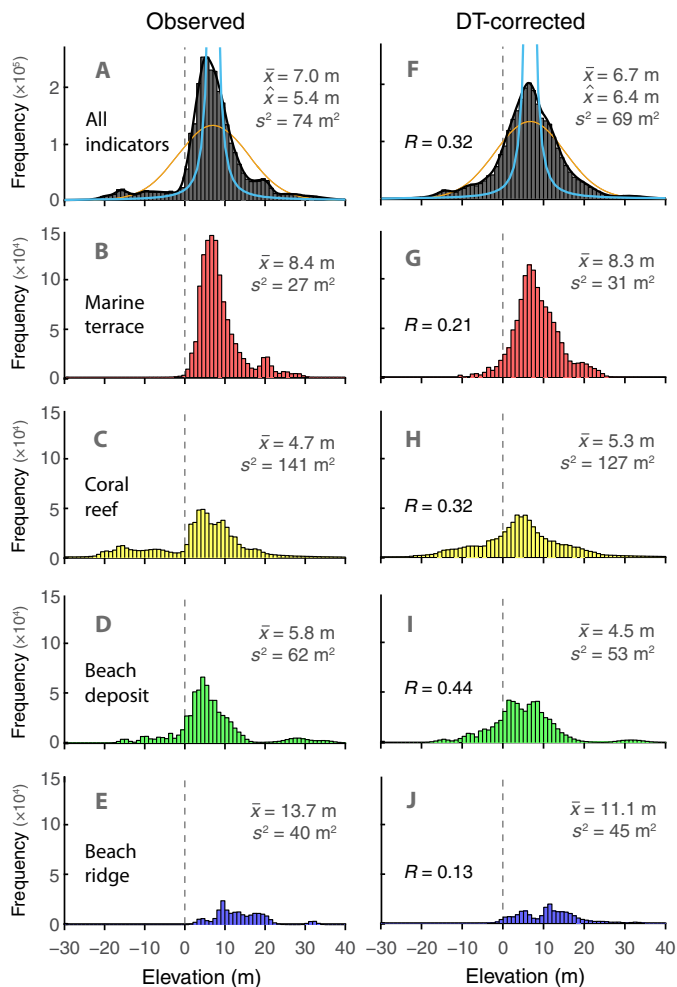 Observed
DT-corrected
A
All
indicators
x̄ = 7.0 m
x̂ = 5.4 m
s² = 74 m²
Frequency (×10⁵)
2
1
0
F
R = 0.32
x̄ = 6.7 m
x̂ = 6.4 m
s² = 69 m²
B
Marine
terrace
x̄ = 8.4 m
s² = 27 m²
Frequency (×10⁴)
15
10
5
0
G
R = 0.21
x̄ = 8.3 m
s² = 31 m²
C
Coral
reef
x̄ = 4.7 m
s² = 141 m²
Frequency (×10⁴)
15
10
5
0
H
R = 0.32
x̄ = 5.3 m
s² = 127 m²
D
Beach
deposit
x̄ = 5.8 m
s² = 62 m²
Frequency (×10⁴)
15
10
5
0
I
R = 0.44
x̄ = 4.5 m
s² = 53 m²
E
Beach
ridge
x̄ = 13.7 m
s² = 40 m²
Frequency (×10⁴)
15
10
5
0
J
R = 0.13
x̄ = 11.1 m
s² = 45 m²
−30 −20 −10 0 10 20 30 40
−30 −20 −10 0 10 20 30 40
Elevation (m)
Elevation (m)